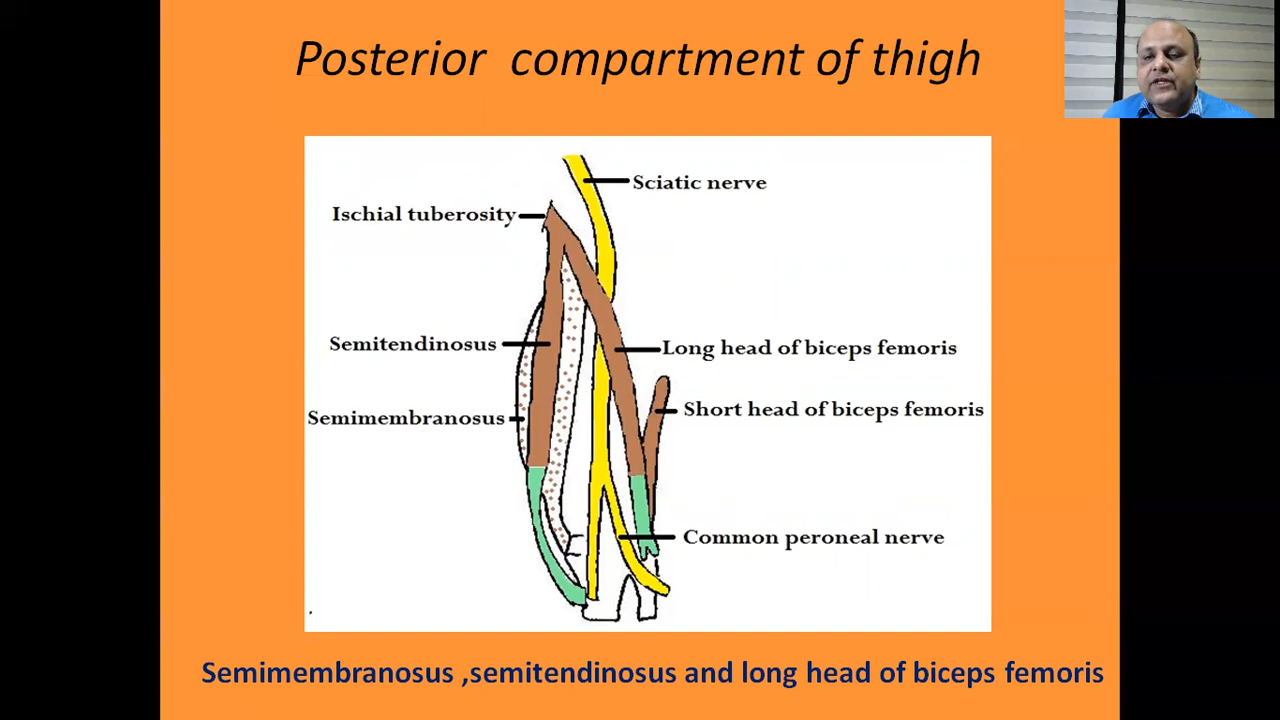 Posterior  compartment of thigh
Sciatic nerve
Ischial tuberosity
Semitendinosus
Long head of biceps femoris
Short head of biceps femoris
Semimembranosus
Common peroneal nerve
Semimembranosus ,semitendinosus and long head of biceps femoris